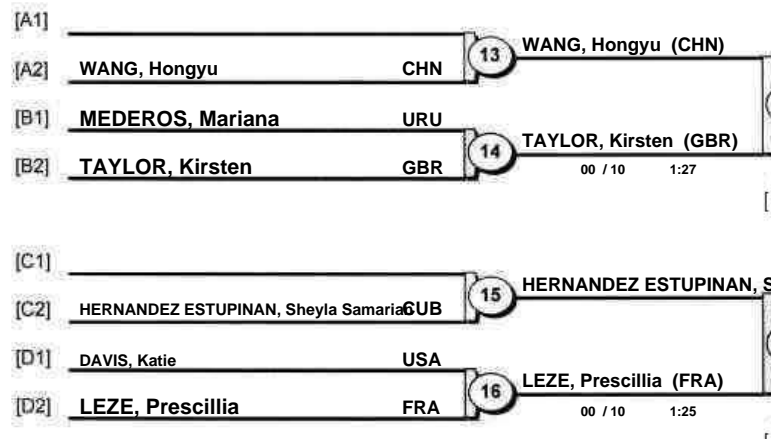 [A1]
13 WANG, Hongyu (CHN)
[A2] WANG, Hongyu CHN
[B1] MEDEROS, Mariana URU
14 TAYLOR, Kirsten (GBR)
[B2] TAYLOR, Kirsten GBR
00 / 10 1:27
[
[C1]
15 HERNANDEZ ESTUPINAN, S
[C2] HERNANDEZ ESTUPINAN, Sheyla Samaria CUB
[D1] DAVIS, Katie USA
16 LEZE, Prescillia (FRA)
[D2] LEZE, Prescillia FRA
00 / 10 1:25